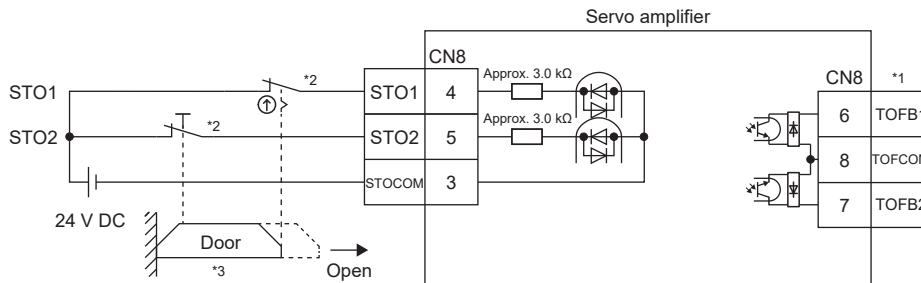 Servo amplifier
CN8
CN8
*1
Approx. 3.0 kΩ
STO1
*2
STO1
4
6
TOFB1
Approx. 3.0 kΩ
STO2
*2
STO2
5
8
TOFCOM
STOCOM
3
7
TOFB2
24 V DC
Door
*3
Open